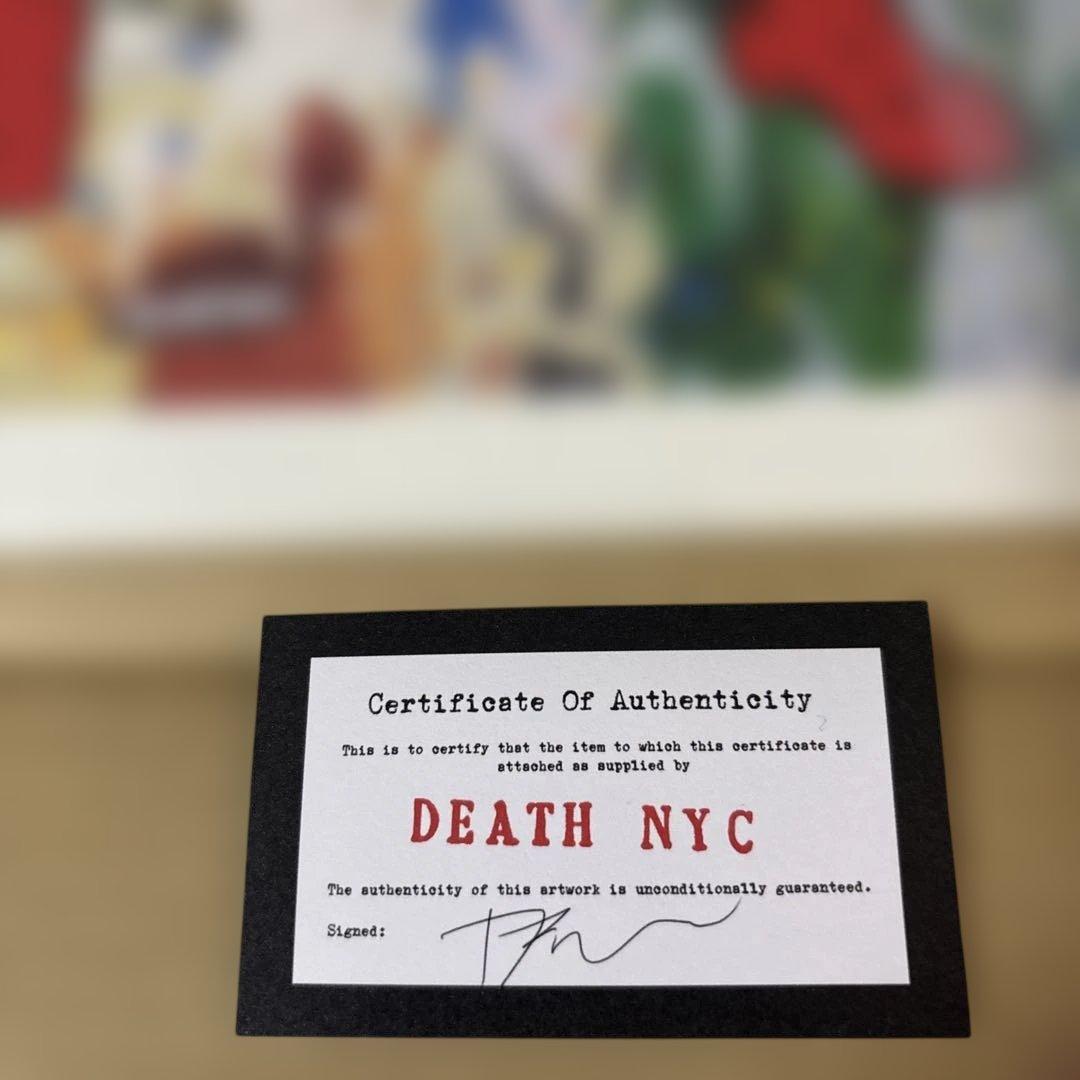 Certificate Of Authenticity
This is to certify that the item to which this certificate is
attached as supplied by
DEATH NYC
The authenticity of this artwork is unconditionally guaranteed.
Signed: